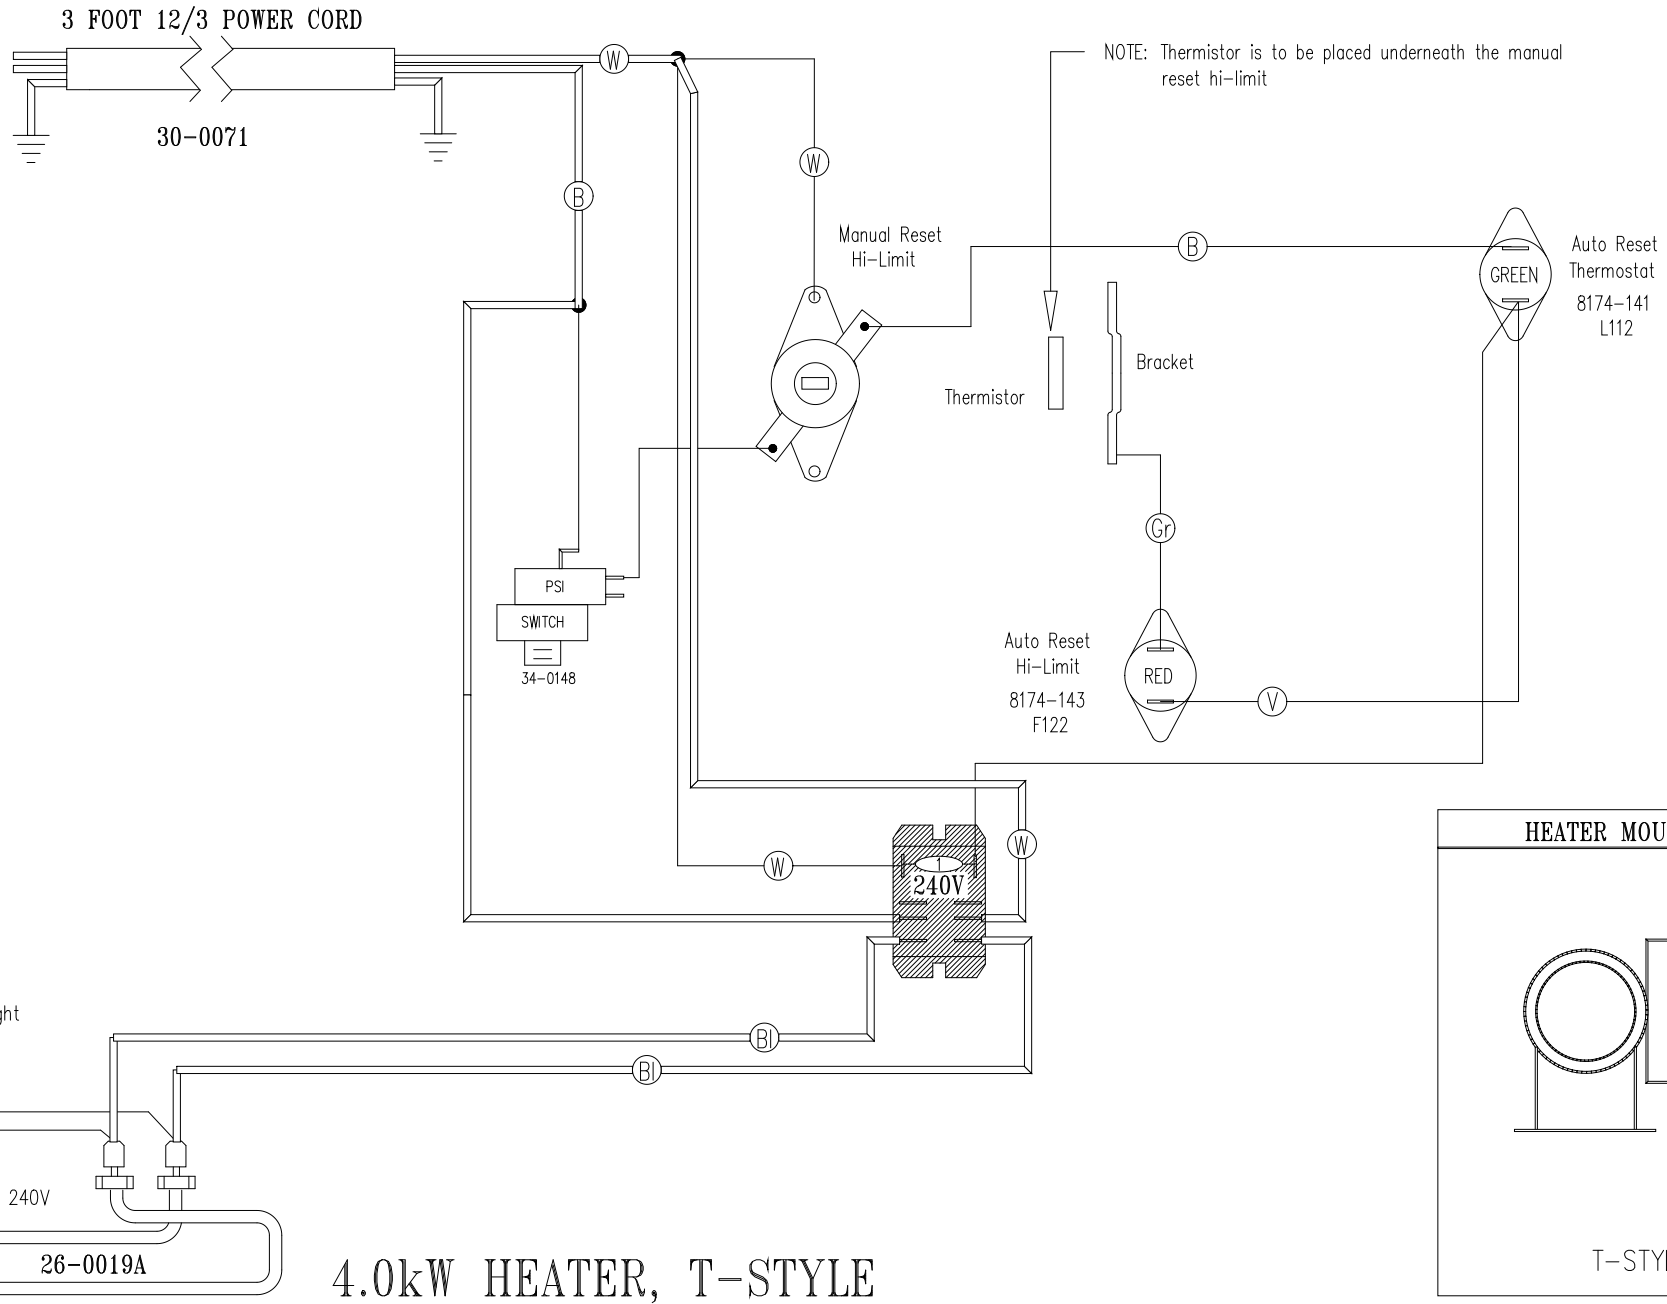 3 FOOT 12/3 POWER CORD
30-0071
W
B
W
NOTE: Thermistor is to be placed underneath the manual
reset hi-limit
Manual Reset
Hi-Limit
B
GREEN
Auto Reset
Thermostat
8174-141
L112
Bracket
Thermistor
Gr
PSI
SWITCH
34-0148
Auto Reset
Hi-Limit
8174-143
F122
RED
V
W
W
1
240V
HEATER MOU
ght
Bl
Bl
240V
26-0019A
4.0kW HEATER, T-STYLE
T-STY